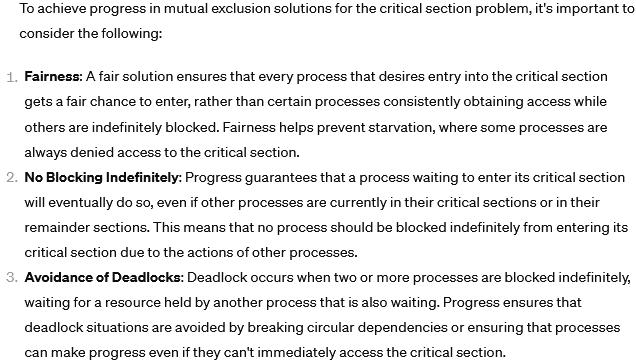 To achieve progress in mutual exclusion solutions for the critical section problem, it's important to
consider the following:
1. Fairness: A fair solution ensures that every process that desires entry into the critical section
gets a fair chance to enter, rather than certain processes consistently obtaining access while
others are indefinitely blocked. Fairness helps prevent starvation, where some processes are
always denied access to the critical section.
2. No Blocking Indefinitely: Progress guarantees that a process waiting to enter its critical section
will eventually do so, even if other processes are currently in their critical sections or in their
remainder sections. This means that no process should be blocked indefinitely from entering its
critical section due to the actions of other processes.
3. Avoidance of Deadlocks: Deadlock occurs when two or more processes are blocked indefinitely,
waiting for a resource held by another process that is also waiting. Progress ensures that
deadlock situations are avoided by breaking circular dependencies or ensuring that processes
can make progress even if they can't immediately access the critical section.